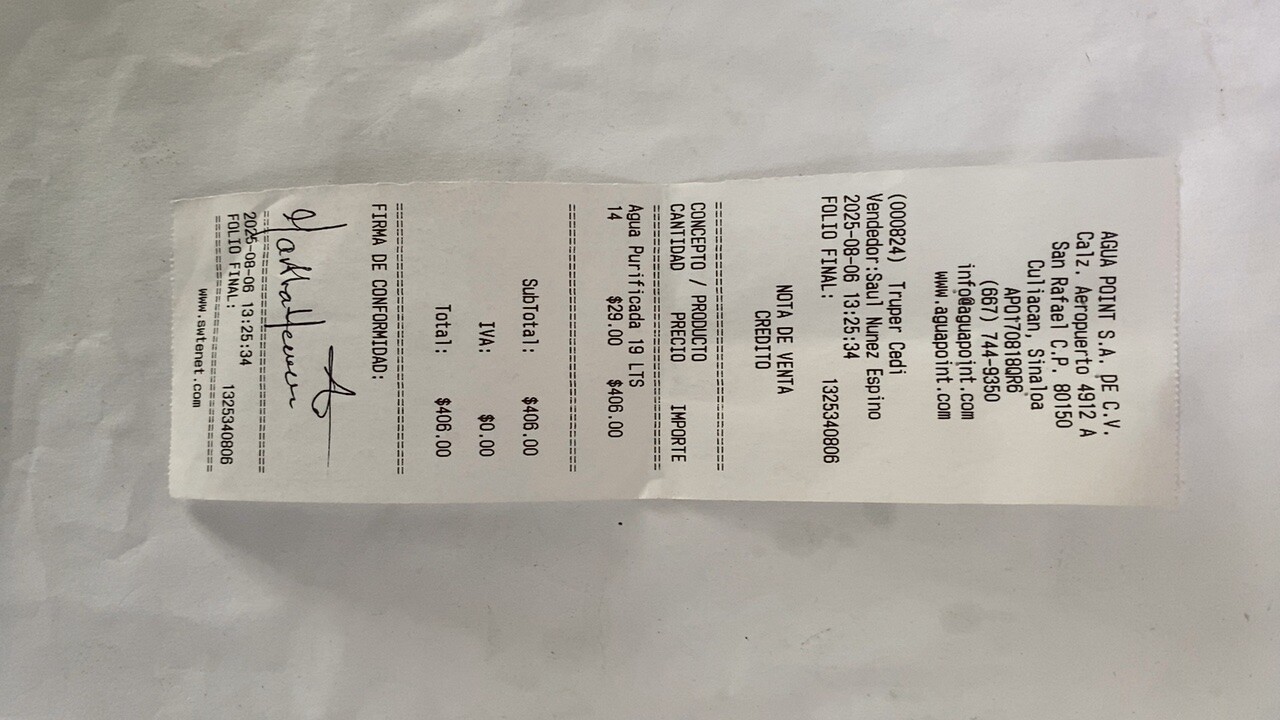 AGUA POINT S.A. DE C.V.
Calz. Aeropuerto 4912 A
San Rafael C.P. 80150
Culiacan, Sinaloa
APO170818QR6
(667) 744-9350
info@aguapoint.com
www.aguapoint.com
NOTA DE VENTA
CREDITO
(000824) Truper Cedi
Vendedor:Saul Nunez Espino
2025-08-06 13:25:34
FOLIO FINAL: 1325340806
CONCEPTO / PRODUCTO
CANTIDAD PRECIO IMPORTE
Agua Purificada 19 LTS
14 $29.00 $406.00
SubTotal: $406.00
IVA: $0.00
Total: $406.00
FIRMA DE CONFORMIDAD:
2025-08-06 13:25:34
FOLIO FINAL: 1325340806
www.swtenet.com